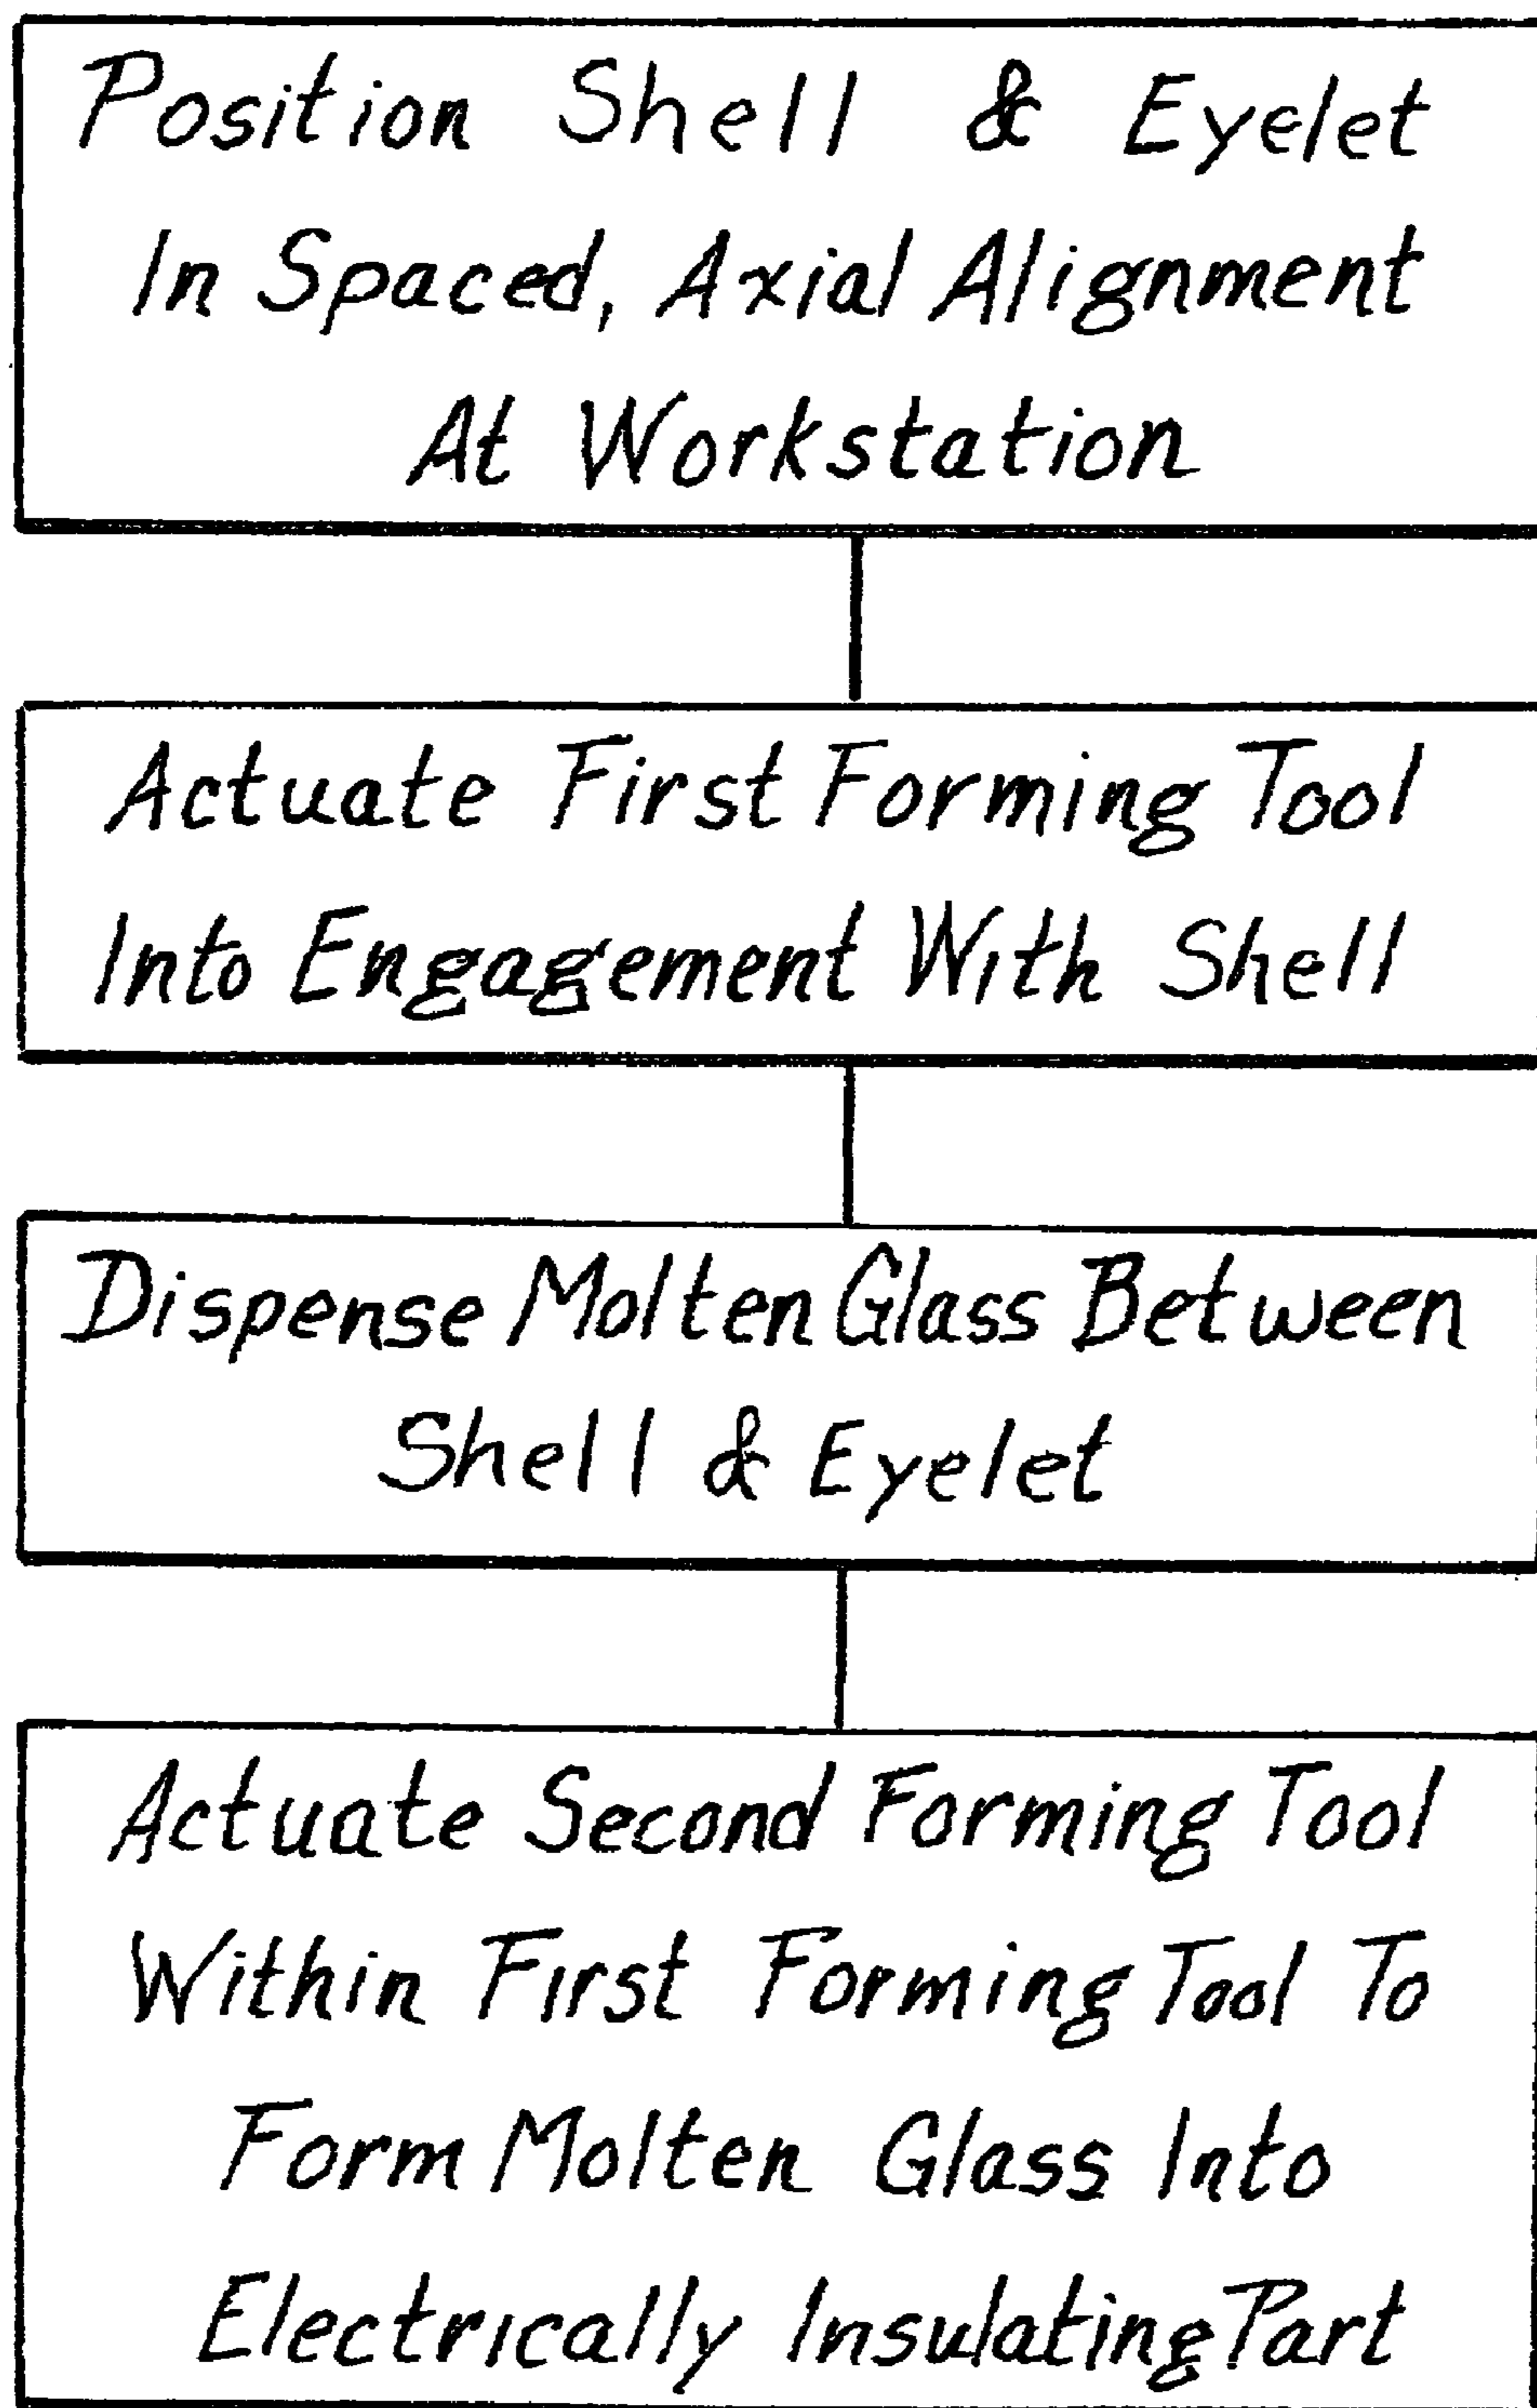 Position Shell & Eyelet
In Spaced, Axial Alignment
At Workstation
Actuate First Forming Tool
Into Engagement With Shell
Dispense Molten Glass Between
Shell & Eyelet
Actuate Second Forming Tool
Within First Forming Tool To
Form Molten Glass Into
Electrically Insulating Part